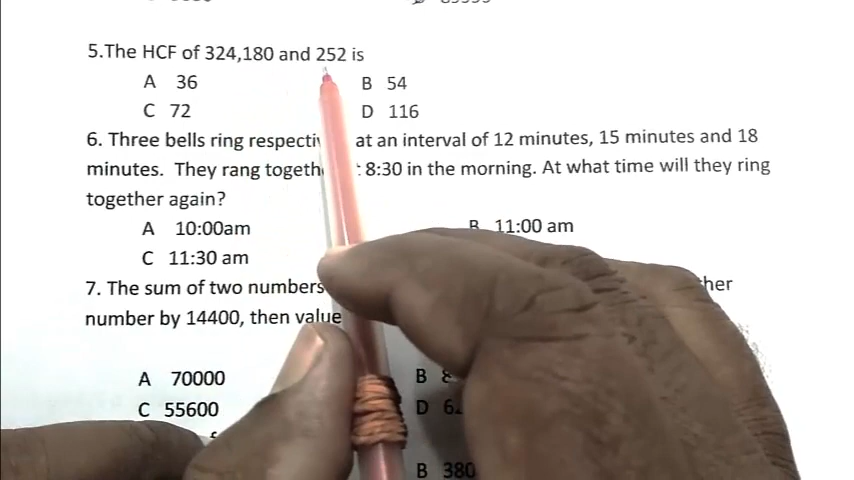 5.The HCF of 324,180 and 252 is
A 36 B 54
C 72 D 116
6. Three bells ring at an interval of 12 minutes, 15 minutes and 18
minutes. They rang 8:30 in the morning. At what time will they ring
together again?
A 10:00am B 11:00 am
C 11:30 am
7. The sum of two numbers
number by 14400, then value
A 70000 B
C 55600 D
B 380